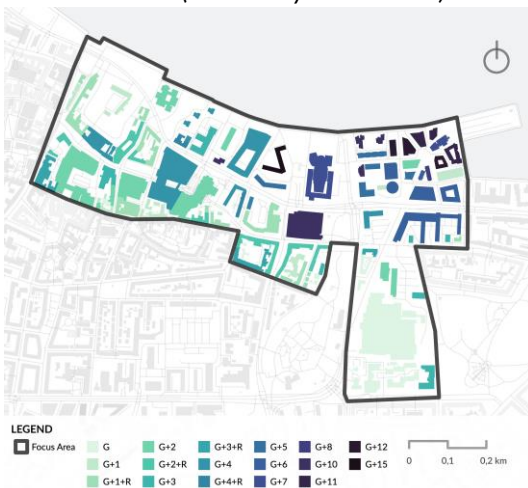 LEGEND
Focus Area
G G+2 G+3+R G+5 G+8 G+12
G+1 G+2+R G+4 G+6 G+10 G+15
G+1+R G+3 G+4+R G+7 G+11
0 0,1 0,2 km